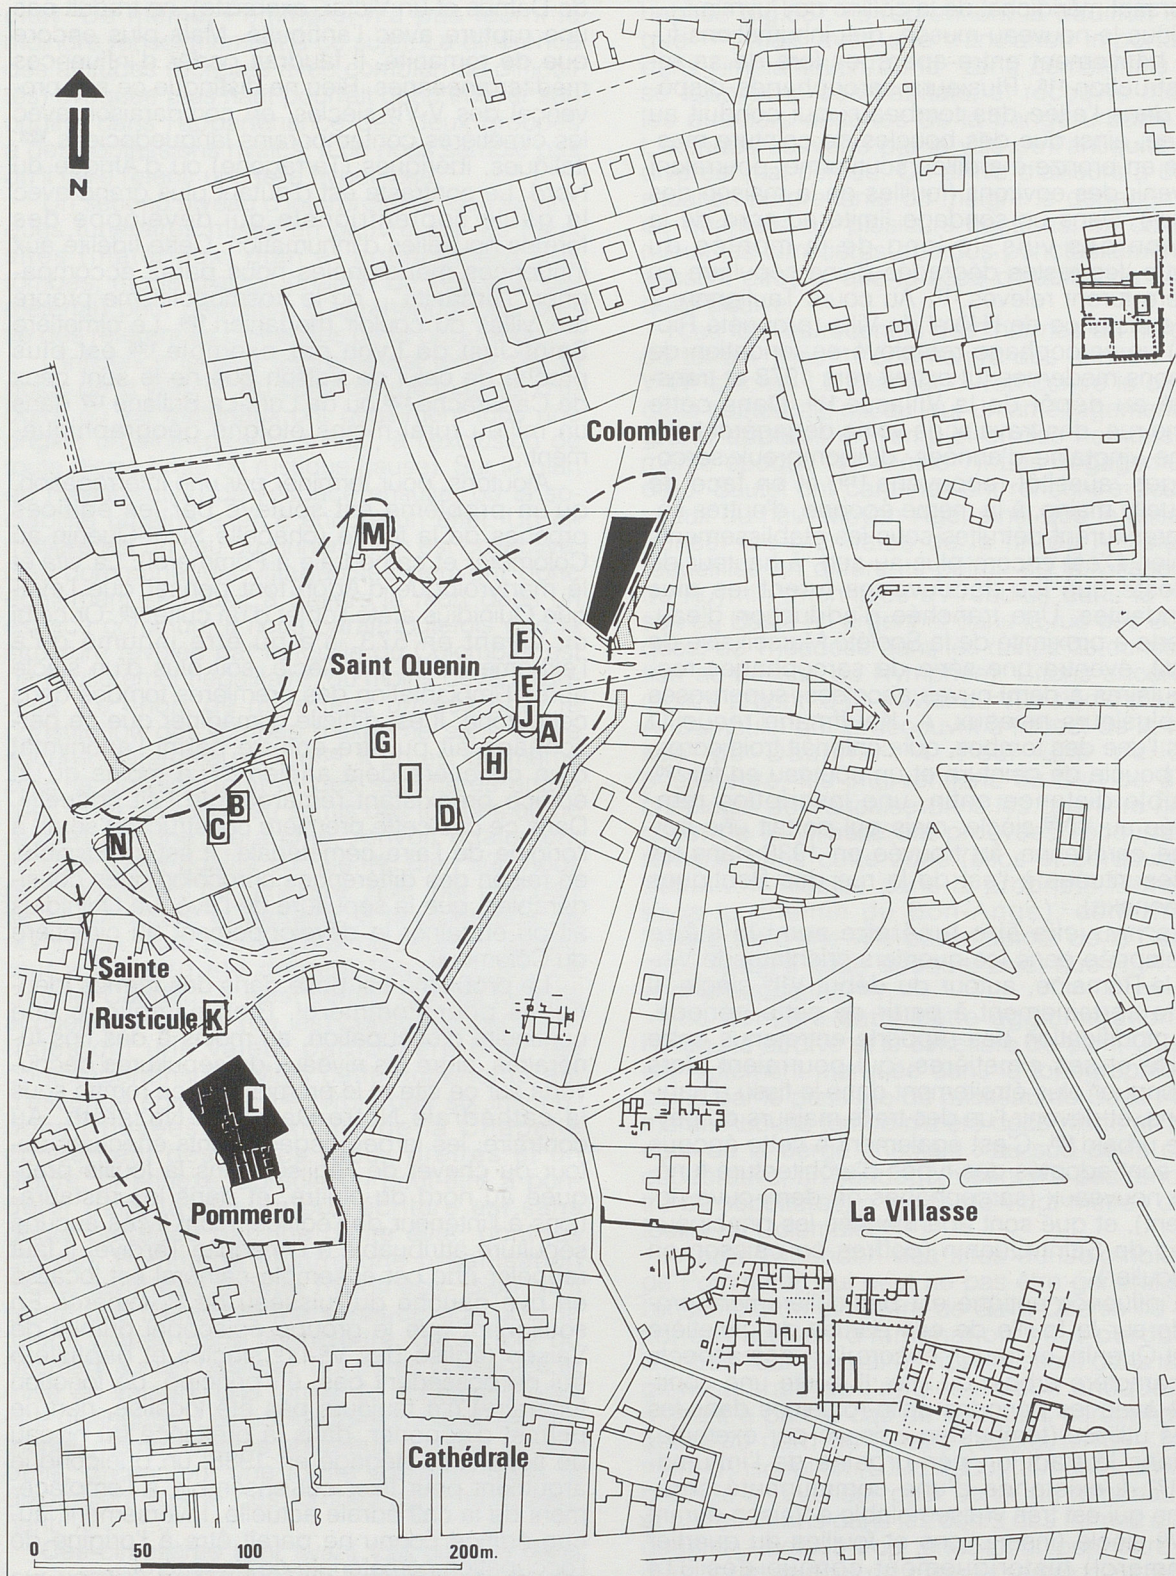 N
Colombier
M
F
Saint Quenin
E
J
A
G
H
I
B
D
C
N
Sainte
Rusticule K
L
Pommerol
La Villasse
Cathédrale
0 50 100 200m.